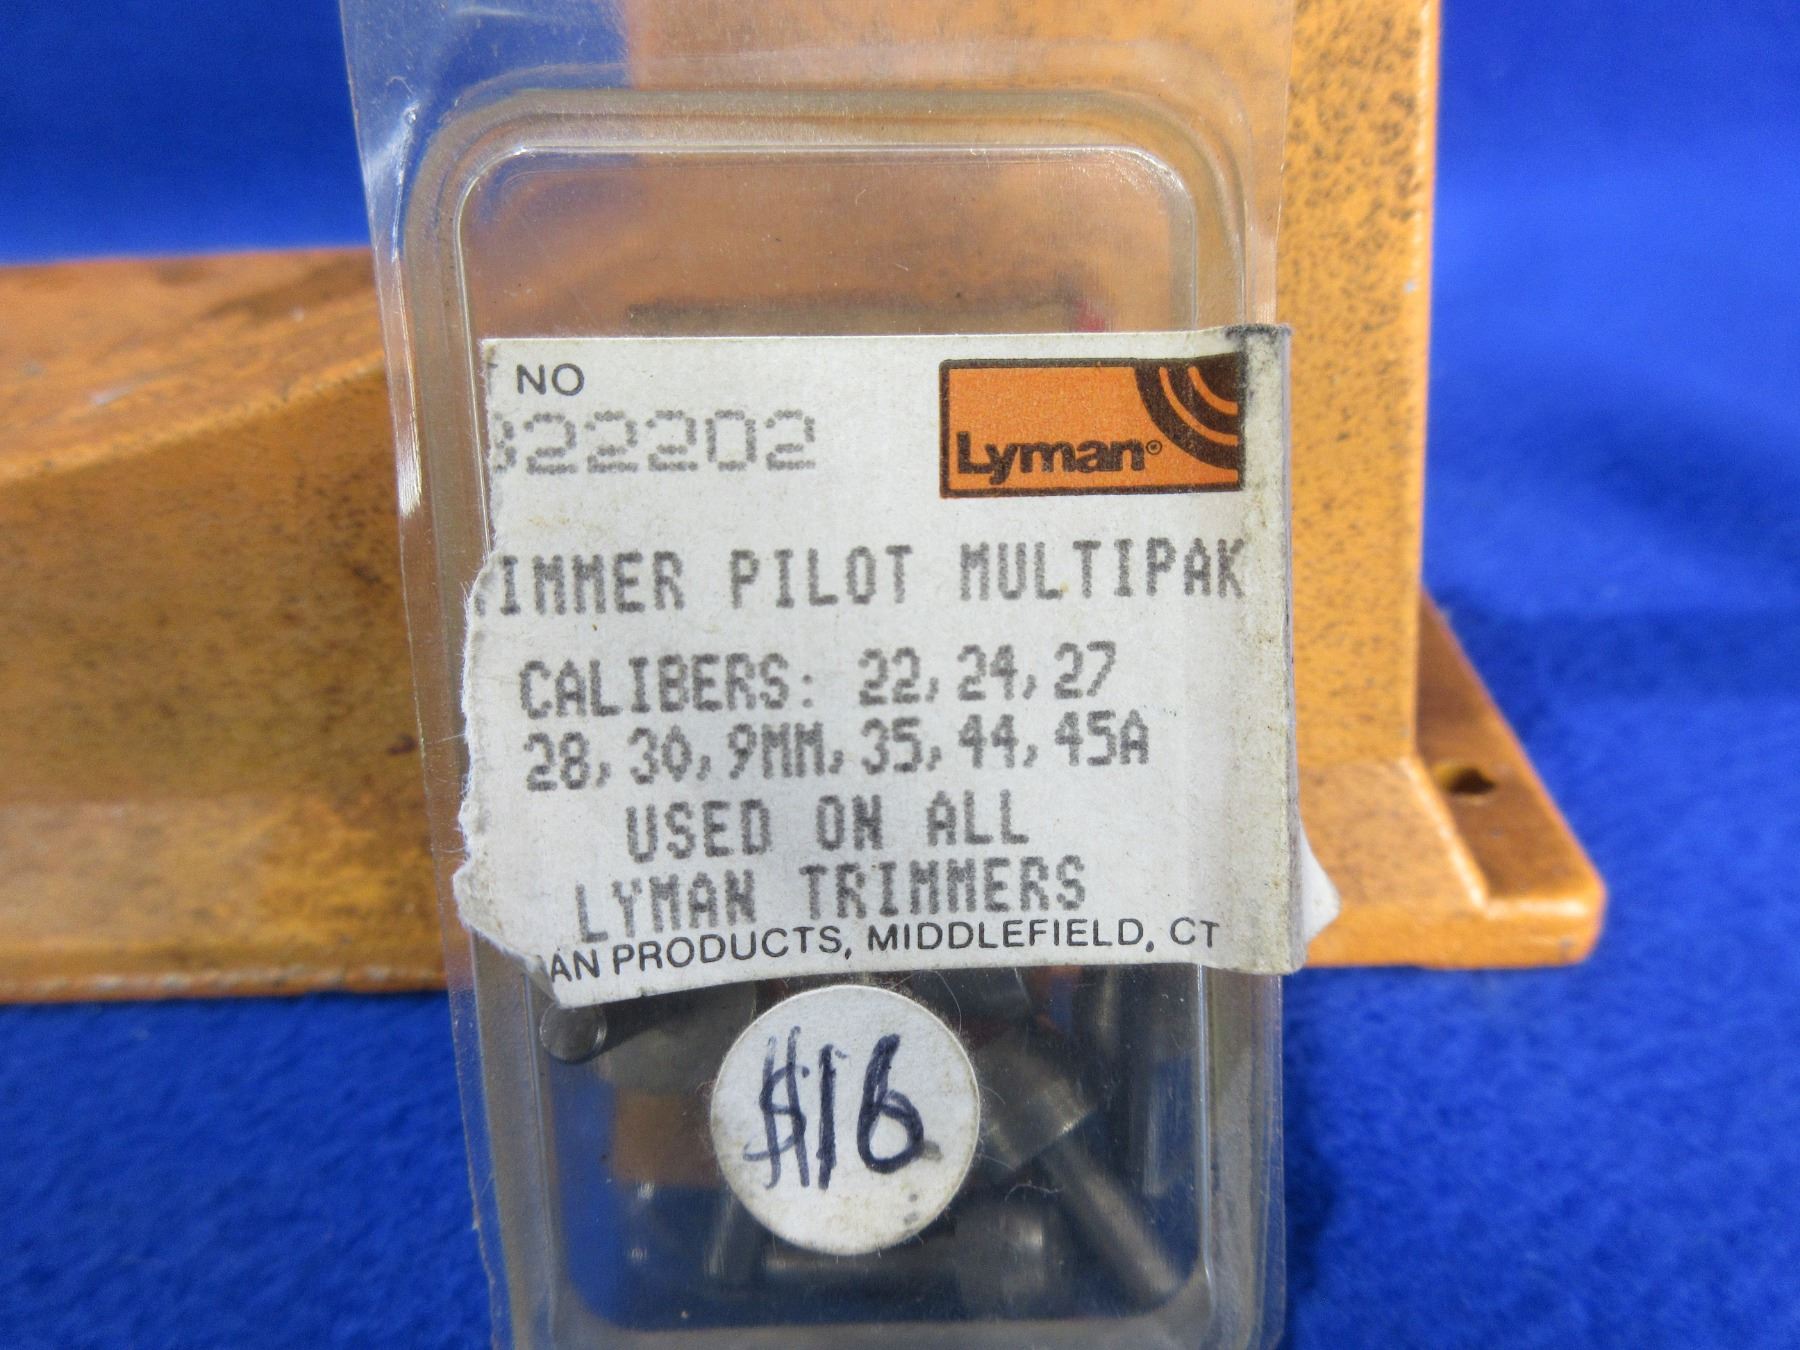 NO
822202
Lyman®
IMMER PILOT MULTIPAK
CALIBERS: 22, 24, 27
28, 30, 9MM, 35, 44, 45A
USED ON ALL
LYMAN TRIMMERS
AN PRODUCTS, MIDDLEFIELD, CT
$16